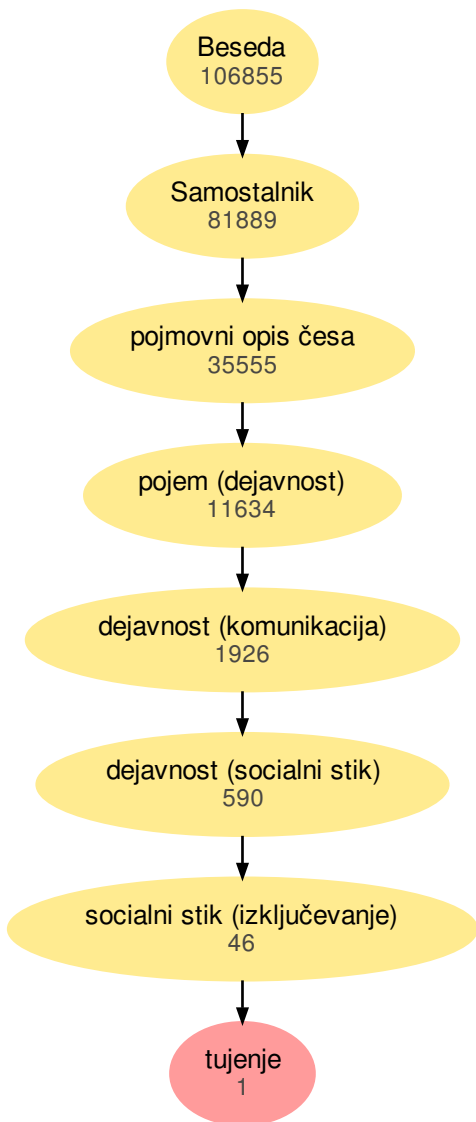 Beseda
106855
Samostalnik
81889
pojmovni opis česa
35555
pojem (dejavnost)
11634
dejavnost (komunikacija)
1926
dejavnost (socialni stik)
590
socialni stik (izključevanje)
46
tujenje
1